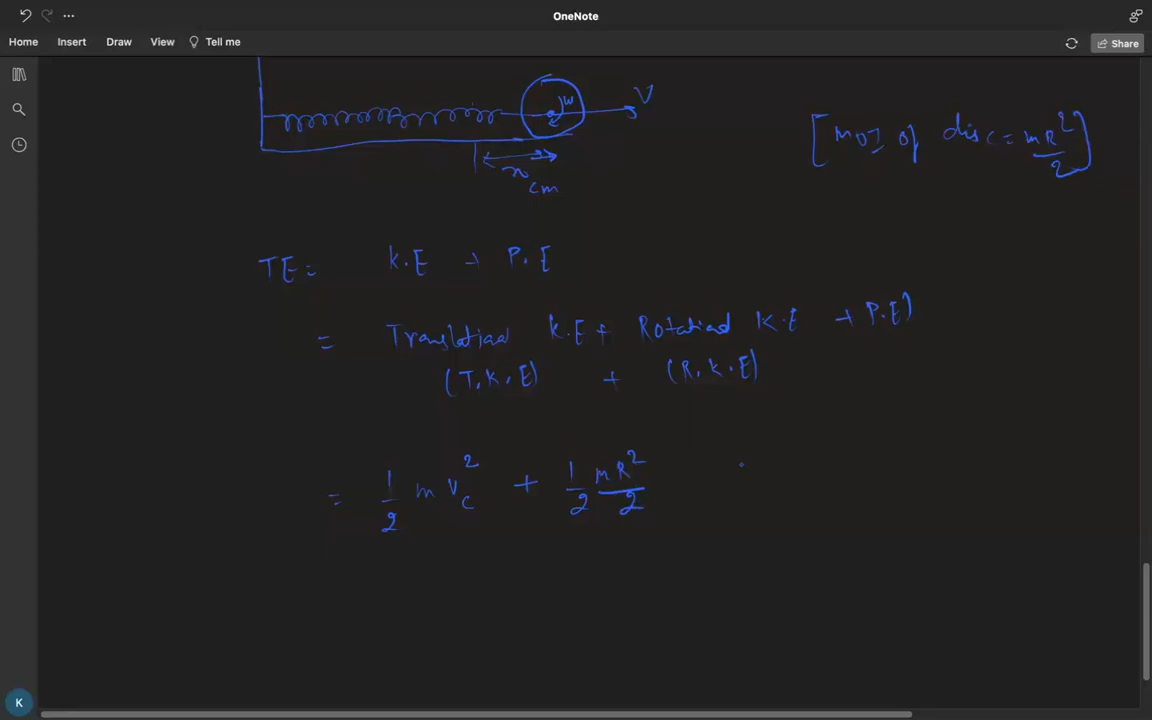 OneNote
Home Insert Draw View Tell me
Share
V
ω
[MOI of disc = mR²/2]
x cm
TE = K.E + P.E
= Translational K.E + Rotational K.E + P.E)
(T.K.E) + (R.K.E)
= 1/2 m Vc² + 1/2 mR²/2
K